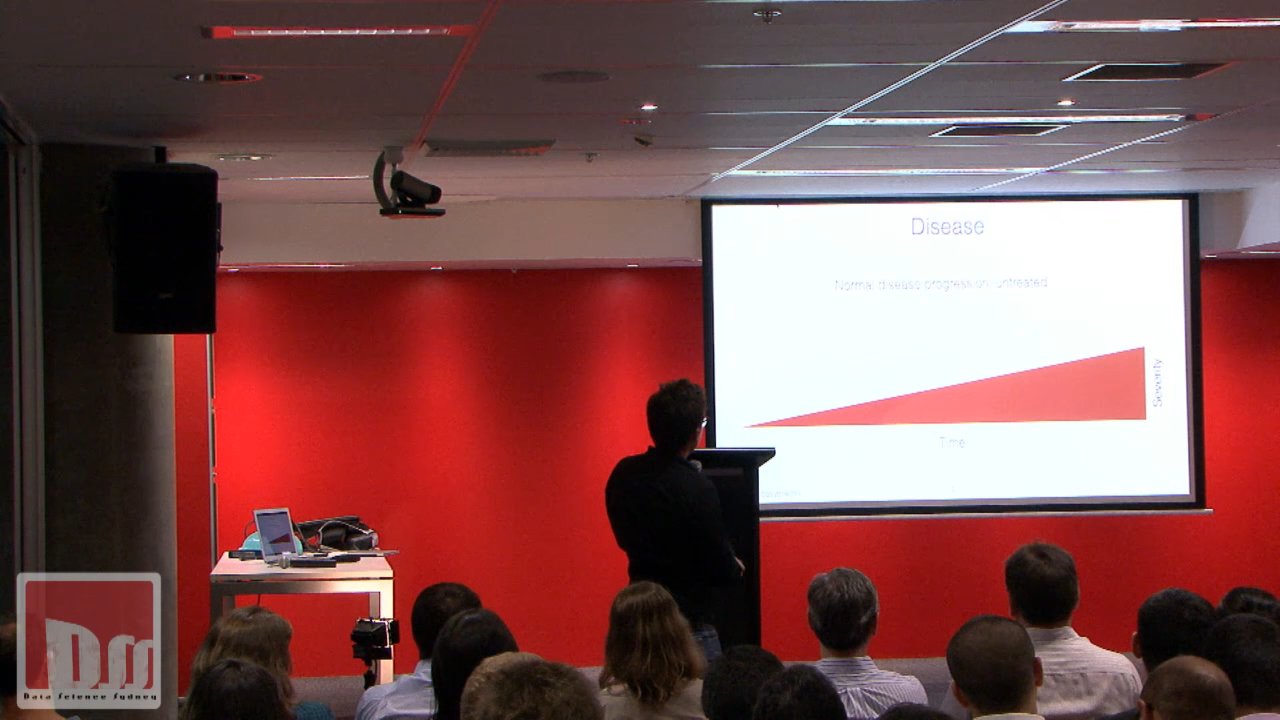 Disease
Normal disease progression, untreated
Severity
Time
Data Science Sydney